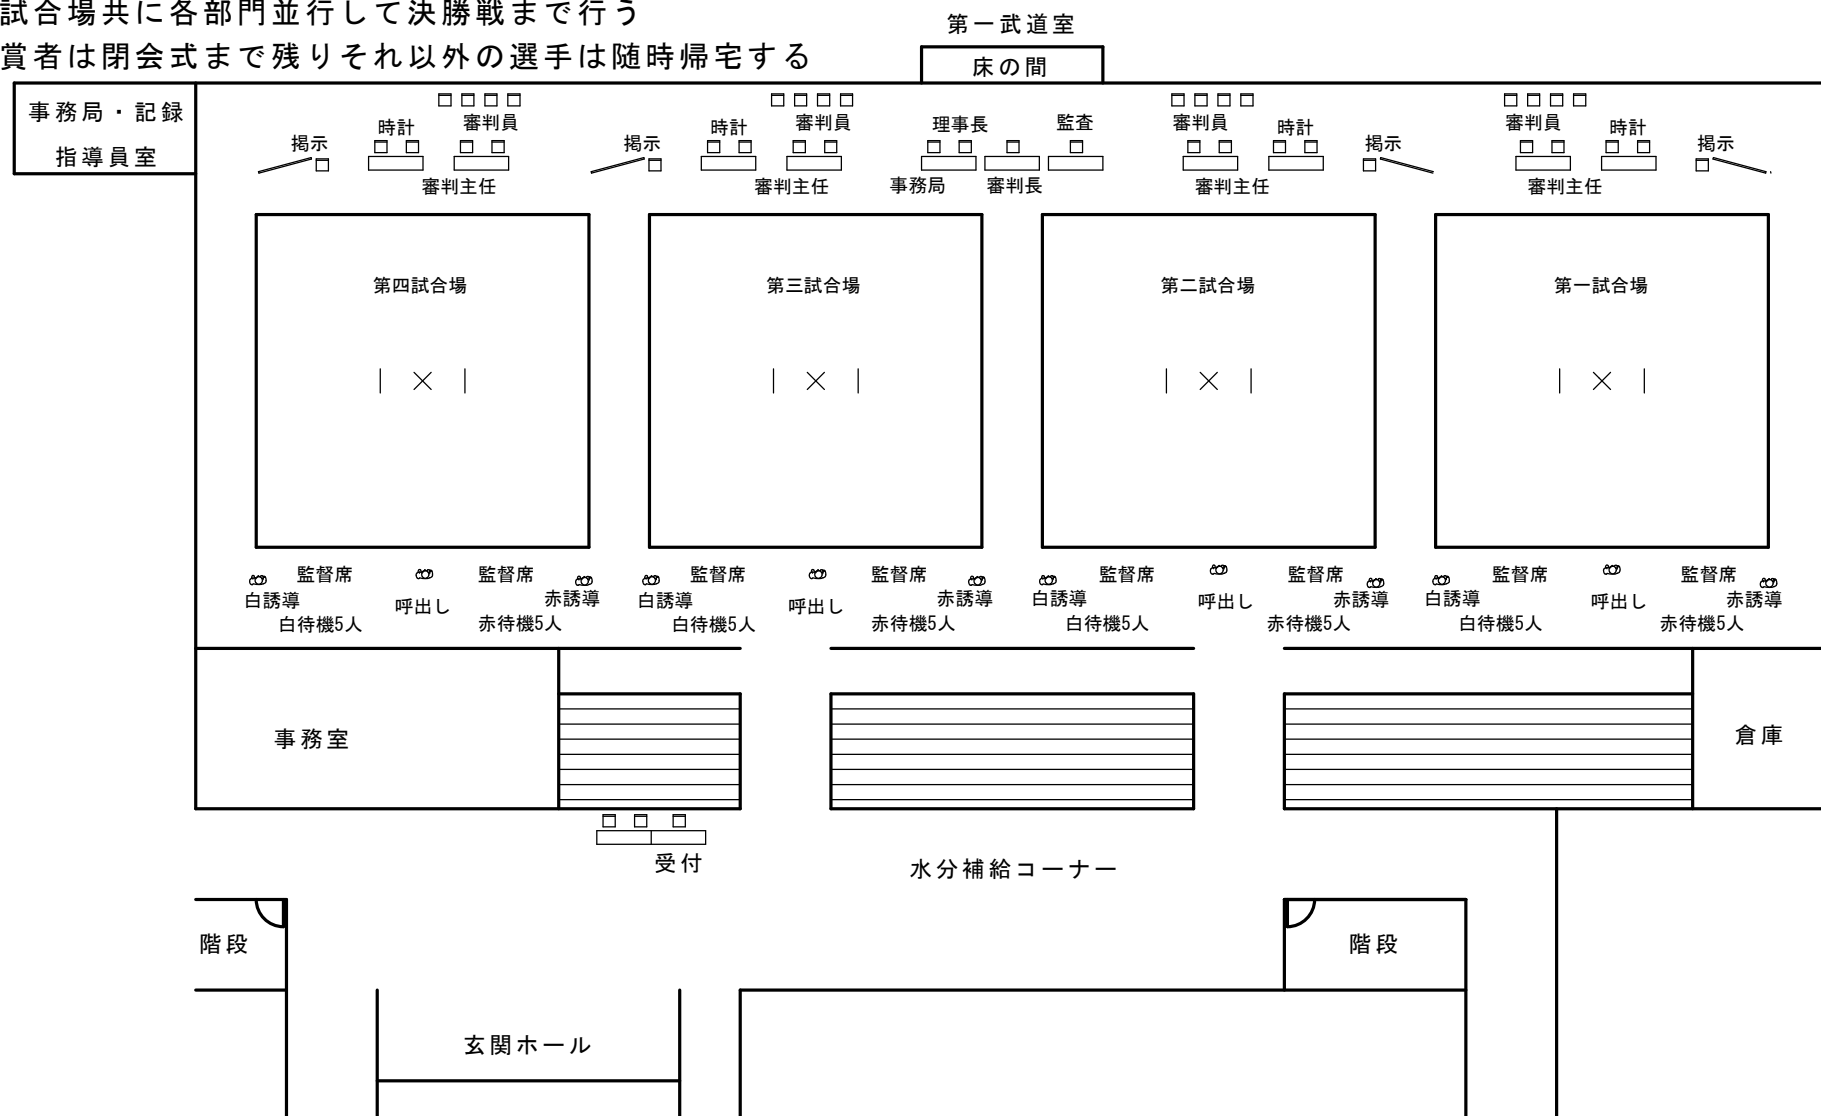 試合場共に各部門並行して決勝戦まで行う
賞者は閉会式まで残りそれ以外の選手は随時帰宅する
第一武道室
床の間
事務局・記録
指導員室
掲示
時計
審判員
審判主任
掲示
時計
審判員
審判主任
理事長
監査
事務局
審判長
審判員
時計
掲示
審判主任
審判員
時計
掲示
審判主任
第四試合場
第三試合場
第二試合場
第一試合場
監督席
監督席
白誘導
呼出し
赤誘導
白待機5人
赤待機5人
監督席
監督席
白誘導
呼出し
赤誘導
白待機5人
赤待機5人
監督席
監督席
白誘導
呼出し
赤誘導
白待機5人
赤待機5人
監督席
監督席
白誘導
呼出し
赤誘導
白待機5人
赤待機5人
事務室
倉庫
受付
水分補給コーナー
階段
階段
玄関ホール